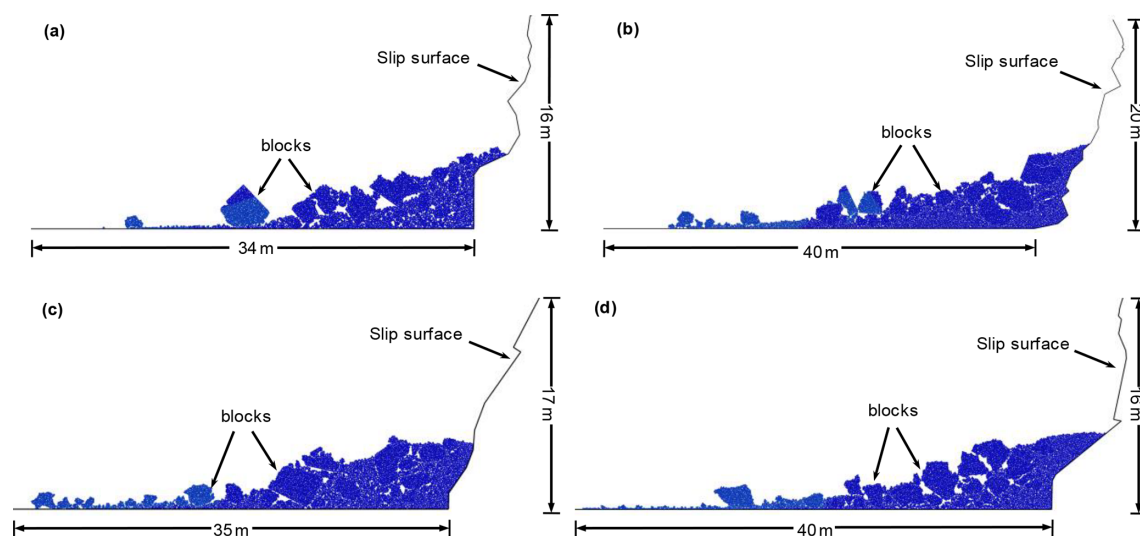 (a)
Slip surface
blocks
16 m
34 m
(b)
Slip surface
blocks
20 m
40 m
(c)
Slip surface
blocks
17 m
35 m
(d)
Slip surface
blocks
16 m
40 m